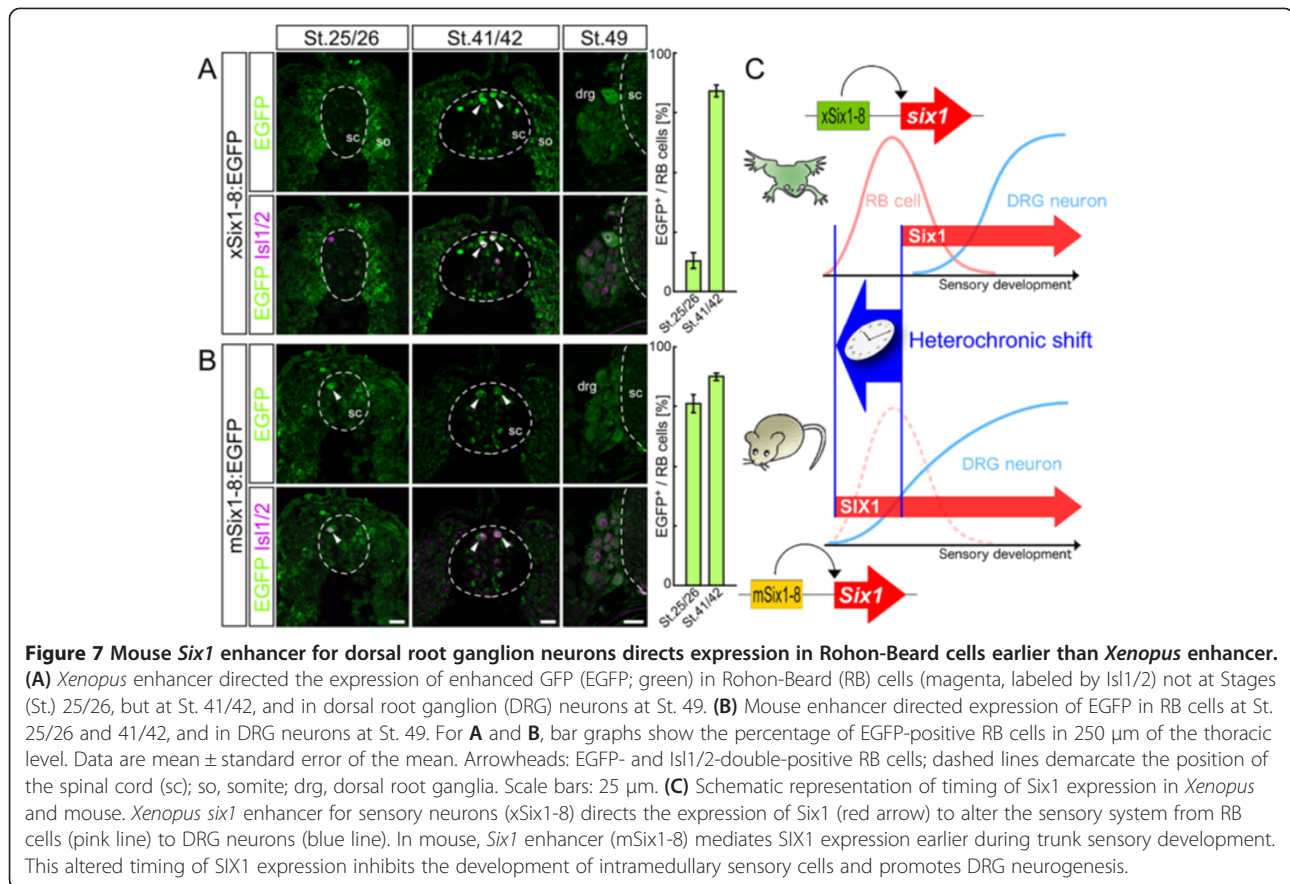 St.25/26
St.41/42
St.49
A
xSix1-8:EGFP
EGFP
sc
so
sc
so
drg
sc
EGFP Isl1/2
100
EGFP⁺ / RB cells [%]
0
St.25/26
St.41/42
B
mSix1-8:EGFP
EGFP
sc
sc
drg
sc
EGFP Isl1/2
100
EGFP⁺ / RB cells [%]
0
St.25/26
St.41/42
C
xSix1-8
six1
RB cell
DRG neuron
Six1
Sensory development
Heterochronic shift
DRG neuron
SIX1
Sensory development
mSix1-8
Six1
Figure 7 Mouse Six1 enhancer for dorsal root ganglion neurons directs expression in Rohon-Beard cells earlier than Xenopus enhancer.
(A) Xenopus enhancer directed the expression of enhanced GFP (EGFP; green) in Rohon-Beard (RB) cells (magenta, labeled by Isl1/2) not at Stages
(St.) 25/26, but at St. 41/42, and in dorsal root ganglion (DRG) neurons at St. 49. (B) Mouse enhancer directed expression of EGFP in RB cells at St.
25/26 and 41/42, and in DRG neurons at St. 49. For A and B, bar graphs show the percentage of EGFP-positive RB cells in 250 μm of the thoracic
level. Data are mean ± standard error of the mean. Arrowheads: EGFP- and Isl1/2-double-positive RB cells; dashed lines demarcate the position of
the spinal cord (sc); so, somite; drg, dorsal root ganglia. Scale bars: 25 μm. (C) Schematic representation of timing of Six1 expression in Xenopus
and mouse. Xenopus six1 enhancer for sensory neurons (xSix1-8) directs the expression of Six1 (red arrow) to alter the sensory system from RB
cells (pink line) to DRG neurons (blue line). In mouse, Six1 enhancer (mSix1-8) mediates SIX1 expression earlier during trunk sensory development.
This altered timing of SIX1 expression inhibits the development of intramedullary sensory cells and promotes DRG neurogenesis.